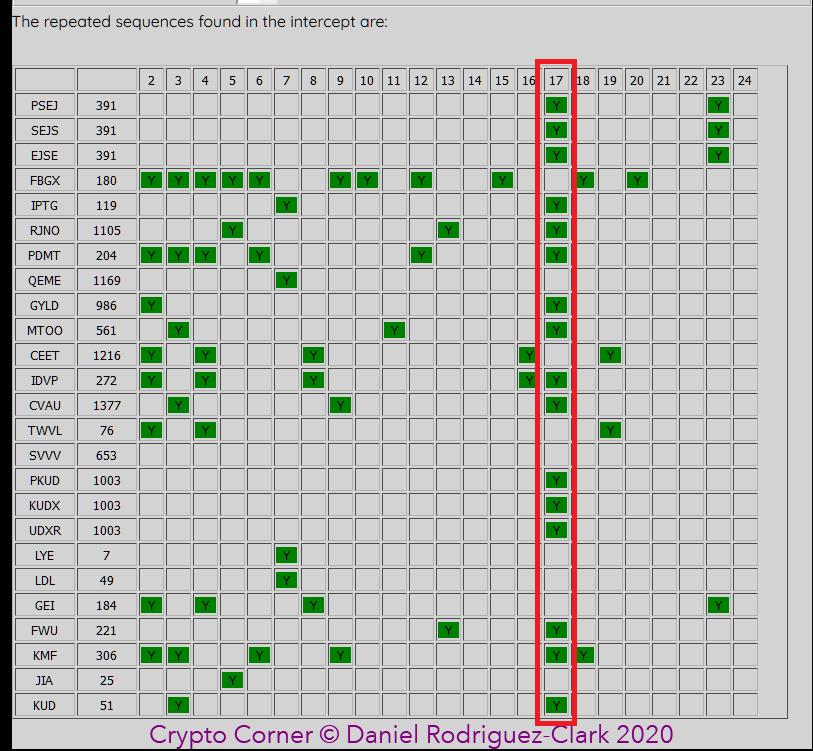 The repeated sequences found in the intercept are:
2 3 4 5 6 7 8 9 10 11 12 13 14 15 16 17 18 19 20 21 22 23 24
PSEJ 391 Y Y
SEJS 391 Y Y
EJSE 391 Y Y
FBGX 180 Y Y Y Y Y Y Y Y Y Y Y
IPTG 119 Y Y
RJNO 1105 Y Y Y
PDMT 204 Y Y Y Y Y Y
QEME 1169 Y
GYLD 986 Y Y
MTOO 561 Y Y Y
CEET 1216 Y Y Y Y Y
IDVP 272 Y Y Y Y Y
CVAU 1377 Y Y Y
TWVL 76 Y Y Y
SVVV 653
PKUD 1003 Y
KUDX 1003 Y
UDXR 1003 Y
LYE 7 Y
LDL 49 Y
GEI 184 Y Y Y Y
FWU 221 Y Y
KMF 306 Y Y Y Y Y Y
JIA 25 Y
KUD 51 Y Y
Crypto Corner © Daniel Rodriguez-Clark 2020